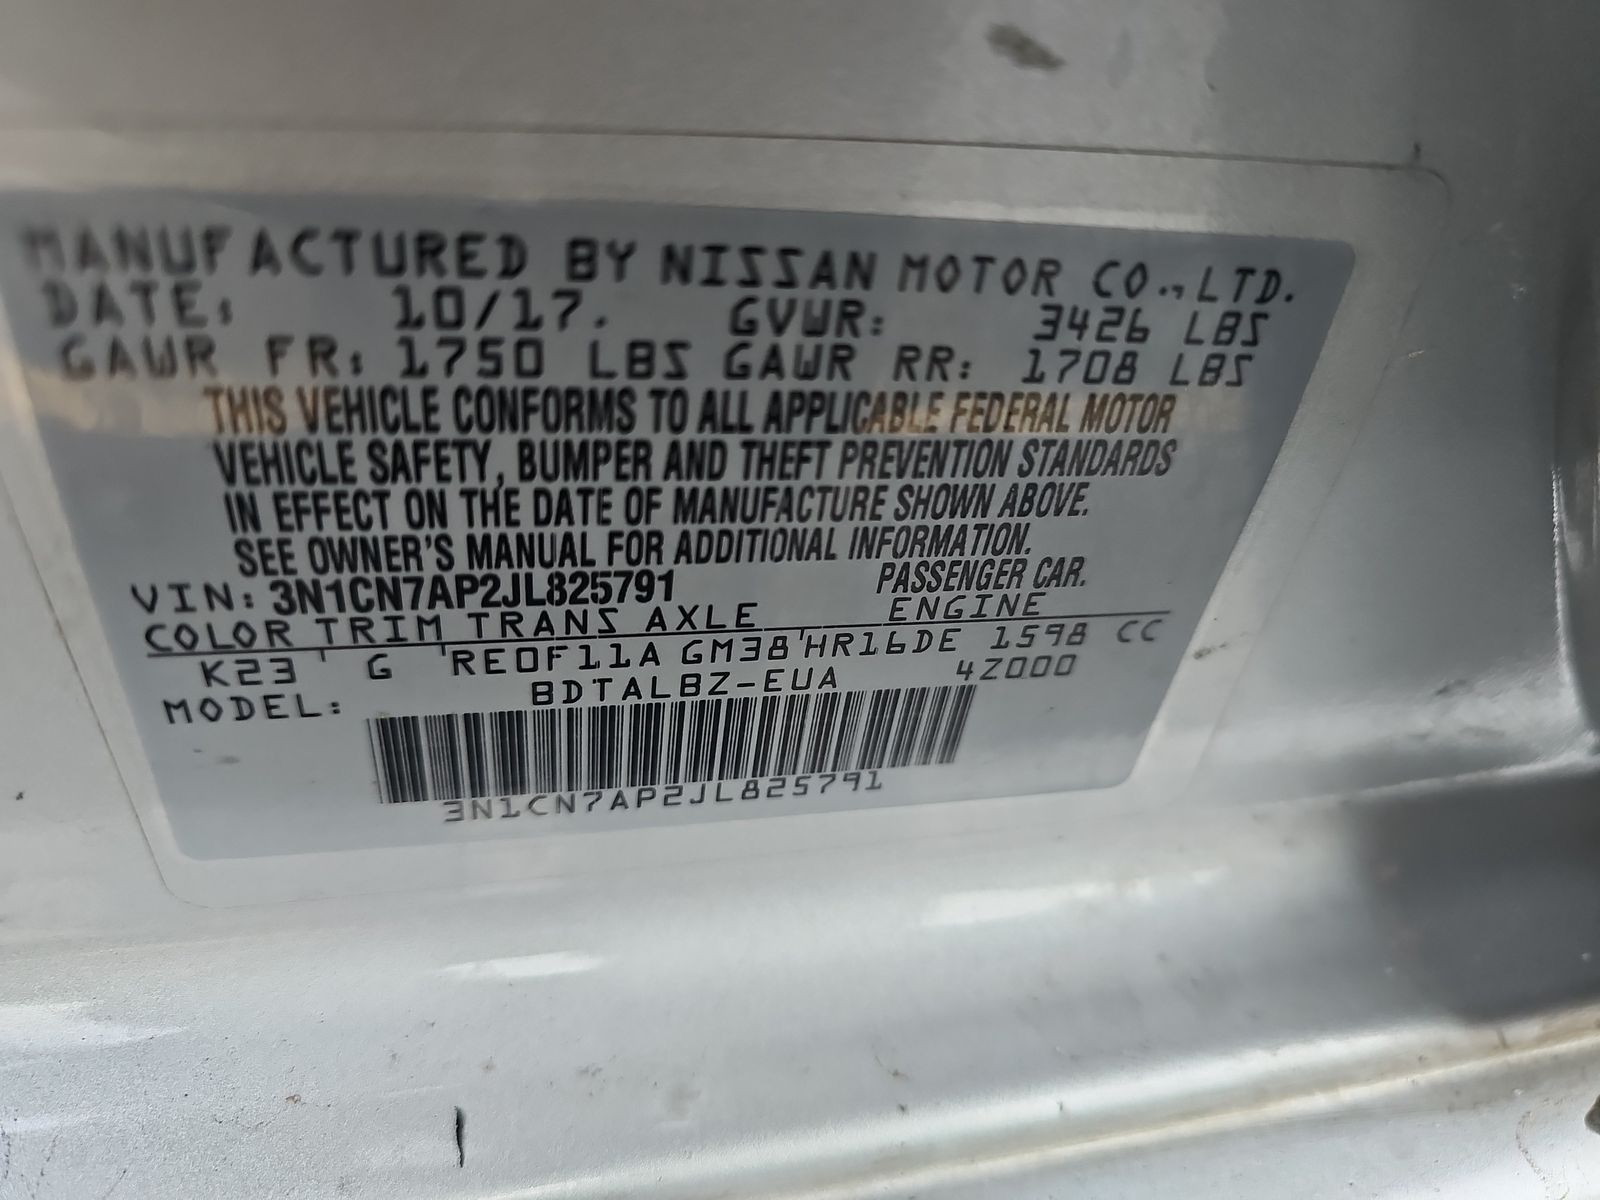 MANUFACTURED BY NISSAN MOTOR CO., LTD.
DATE: 10/17. GVWR: 3426 LBS
GAWR FR: 1750 LBS GAWR RR: 1708 LBS
THIS VEHICLE CONFORMS TO ALL APPLICABLE FEDERAL MOTOR
VEHICLE SAFETY, BUMPER AND THEFT PREVENTION STANDARDS
IN EFFECT ON THE DATE OF MANUFACTURE SHOWN ABOVE.
SEE OWNER'S MANUAL FOR ADDITIONAL INFORMATION.
VIN: 3N1CN7AP2JL825791 PASSENGER CAR.
COLOR TRIM TRANS AXLE ENGINE
K23 G RE0F11A GM38 HR16DE 1598 CC
MODEL: BDTALBZ-EUA 4Z000
3N1CN7AP2JL825791